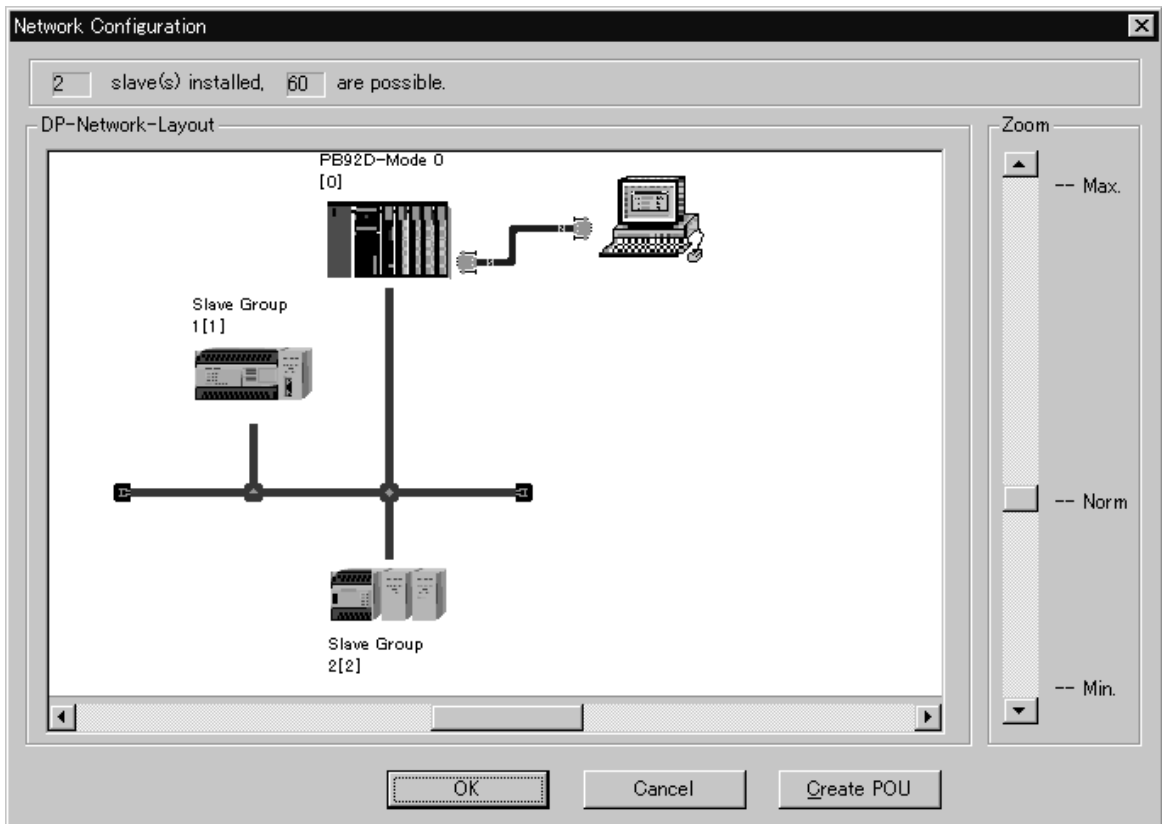 Network Configuration
2 slave(s) installed, 60 are possible.
DP-Network-Layout
Zoom
PB92D-Mode 0
[0]
-- Max.
Slave Group
1[1]
-- Norm
Slave Group
2[2]
-- Min.
OK Cancel Create POU